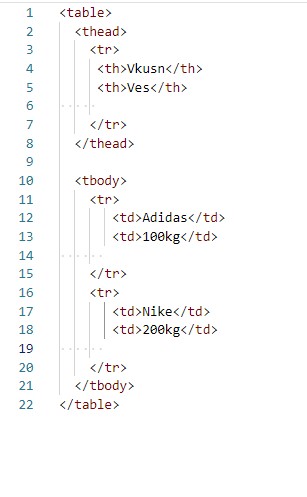 1 <table>
2 <thead>
3 <tr>
4 <th>Vkusn</th>
5 <th>Ves</th>
6
7 </tr>
8 </thead>
9
10 <tbody>
11 <tr>
12 <td>Adidas</td>
13 <td>100kg</td>
14
15 </tr>
16 <tr>
17 <td>Nike</td>
18 <td>200kg</td>
19
20 </tr>
21 </tbody>
22 </table>